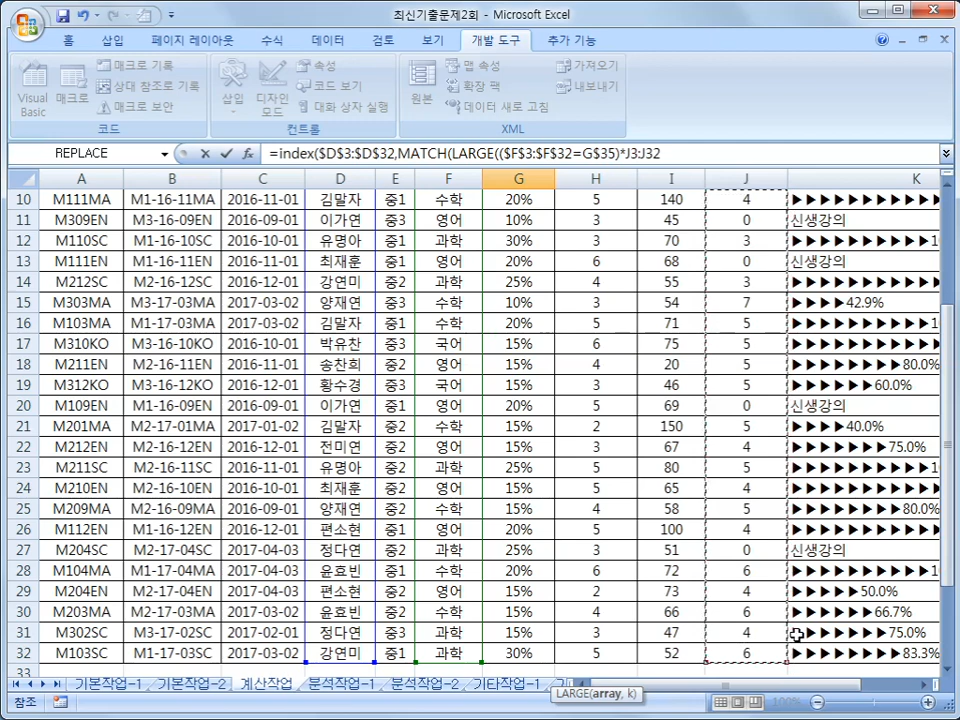 최신기출문제2회 - Microsoft Excel
홈 삽입 페이지 레이아웃 수식 데이터 검토 보기 개발 도구 추가 기능
Visual Basic 매크로 매크로 기록 상대 참조로 기록 매크로 보안 삽입 디자인 모드 속성 코드 보기 대화 상자 실행 원본 맵 속성 확장 팩 데이터 새로 고침 가져오기 내보내기
코드 컨트롤 XML
REPLACE =index($D$3:$D$32,MATCH(LARGE(($F$3:$F$32=G$35)*J3:J32
A B C D E F G H I J K
10 M111MA M1-16-11MA 2016-11-01 김말자 중1 수학 20% 5 140 4 ▶▶▶▶▶▶▶▶▶▶
11 M309EN M3-16-09EN 2016-09-01 이가연 중3 영어 10% 3 45 0 신생강의
12 M110SC M1-16-10SC 2016-10-01 유명아 중1 과학 30% 3 70 3 ▶▶▶▶▶▶▶▶▶▶1
13 M111EN M1-16-11EN 2016-11-01 최재훈 중1 영어 20% 6 68 0 신생강의
14 M212SC M2-16-12SC 2016-12-01 강연미 중2 과학 25% 4 55 3 ▶▶▶▶▶▶▶
15 M303MA M3-17-03MA 2017-03-02 양재연 중3 수학 10% 3 54 7 ▶▶▶▶42.9%
16 M103MA M1-17-03MA 2017-03-02 김말자 중1 수학 20% 5 71 5 ▶▶▶▶▶▶▶▶▶▶1
17 M310KO M3-16-10KO 2016-10-01 박유찬 중3 국어 15% 6 75 5 ▶▶▶▶▶▶▶▶▶▶
18 M211EN M2-16-11EN 2016-11-01 송찬희 중2 영어 15% 4 20 5 ▶▶▶▶▶▶▶▶80.0%
19 M312KO M3-16-12KO 2016-12-01 황수경 중3 국어 15% 3 46 5 ▶▶▶▶▶▶60.0%
20 M109EN M1-16-09EN 2016-09-01 이가연 중1 영어 20% 5 69 0 신생강의
21 M201MA M2-17-01MA 2017-01-02 김말자 중2 수학 15% 2 150 5 ▶▶▶▶40.0%
22 M212EN M2-16-12EN 2016-12-01 전미연 중2 영어 15% 3 67 4 ▶▶▶▶▶▶▶75.0%
23 M211SC M2-16-11SC 2016-11-01 유명아 중2 과학 25% 5 80 5 ▶▶▶▶▶▶▶▶▶▶1
24 M210EN M2-16-10EN 2016-10-01 최재훈 중2 영어 15% 5 65 4 ▶▶▶▶▶▶▶▶▶▶
25 M209MA M2-16-09MA 2016-09-01 양재연 중2 수학 15% 4 58 5 ▶▶▶▶▶▶▶▶80.0%
26 M112EN M1-16-12EN 2016-12-01 편소현 중1 영어 20% 5 100 4 ▶▶▶▶▶▶▶▶▶▶
27 M204SC M2-17-04SC 2017-04-03 정다연 중2 과학 25% 3 51 0 신생강의
28 M104MA M1-17-04MA 2017-04-03 윤효빈 중1 수학 20% 6 72 6 ▶▶▶▶▶▶▶▶▶▶1
29 M204EN M2-17-04EN 2017-04-03 편소현 중2 영어 15% 2 73 4 ▶▶▶▶▶50.0%
30 M203MA M2-17-03MA 2017-03-02 윤효빈 중2 수학 15% 4 66 6 ▶▶▶▶▶▶66.7%
31 M302SC M3-17-02SC 2017-02-01 정다연 중3 과학 15% 3 47 4 ▶▶▶▶▶▶▶75.0%
32 M103SC M1-17-03SC 2017-03-02 강연미 중1 과학 30% 5 52 6 ▶▶▶▶▶▶▶▶83.3%
33
기본작업-1 기본작업-2 계산작업 분석작업-1 분석작업-2 기타작업-1
LARGE(array, k)
참조 100%